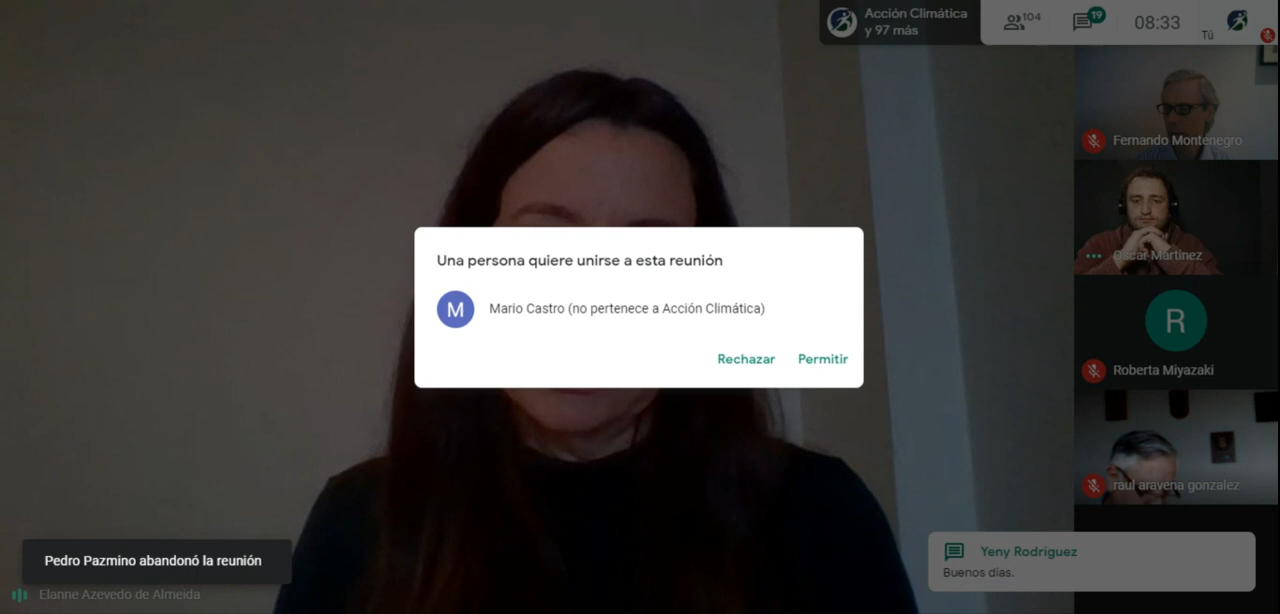 Acción Climática
y 97 más
104
19
08:33
Tú
Fernando Montenegro
Oscar Martinez
R
Roberta Miyazaki
raul aravena gonzalez
Una persona quiere unirse a esta reunión
M
Mario Castro (no pertenece a Acción Climática)
Rechazar
Permitir
Pedro Pazmino abandonó la reunión
Elanne Azevedo de Almeida
Yeny Rodriguez
Buenos días.